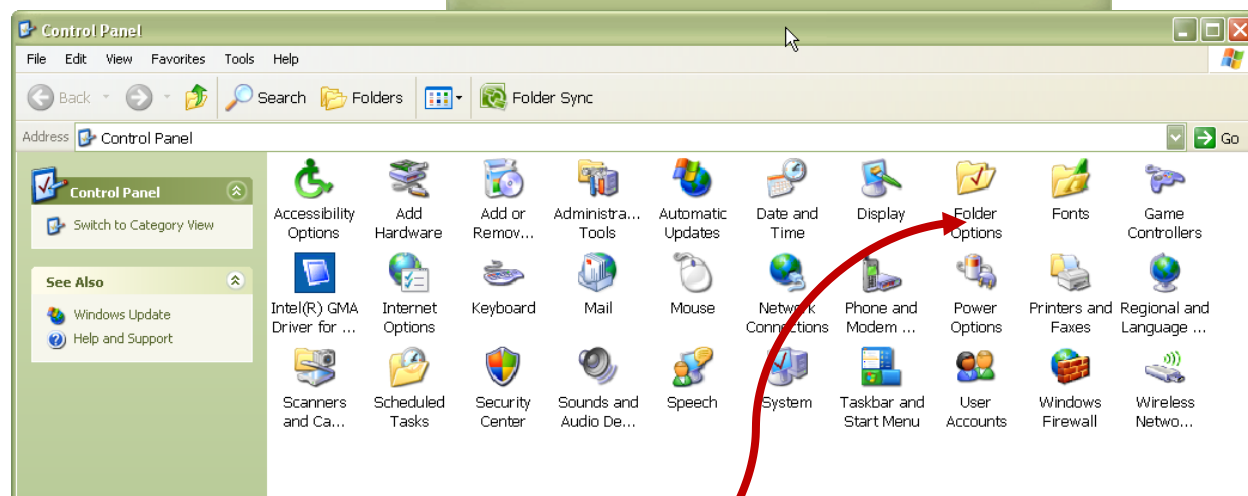 Control Panel
File Edit View Favorites Tools Help
Back Search Folders Folder Sync
Address Control Panel Go
Control Panel
Switch to Category View
See Also
Windows Update
Help and Support
Accessibility Add Add or Administra... Automatic Date and Display Folder Fonts Game
Options Hardware Remov... Tools Updates Time Options Controllers
Intel(R) GMA Internet Keyboard Mail Mouse Network Phone and Power Printers and Regional and
Driver for ... Options Connections Modem ... Options Faxes Language ...
Scanners Scheduled Security Sounds and Speech System Taskbar and User Windows Wireless
and Ca... Tasks Center Audio De... Start Menu Accounts Firewall Netwo...